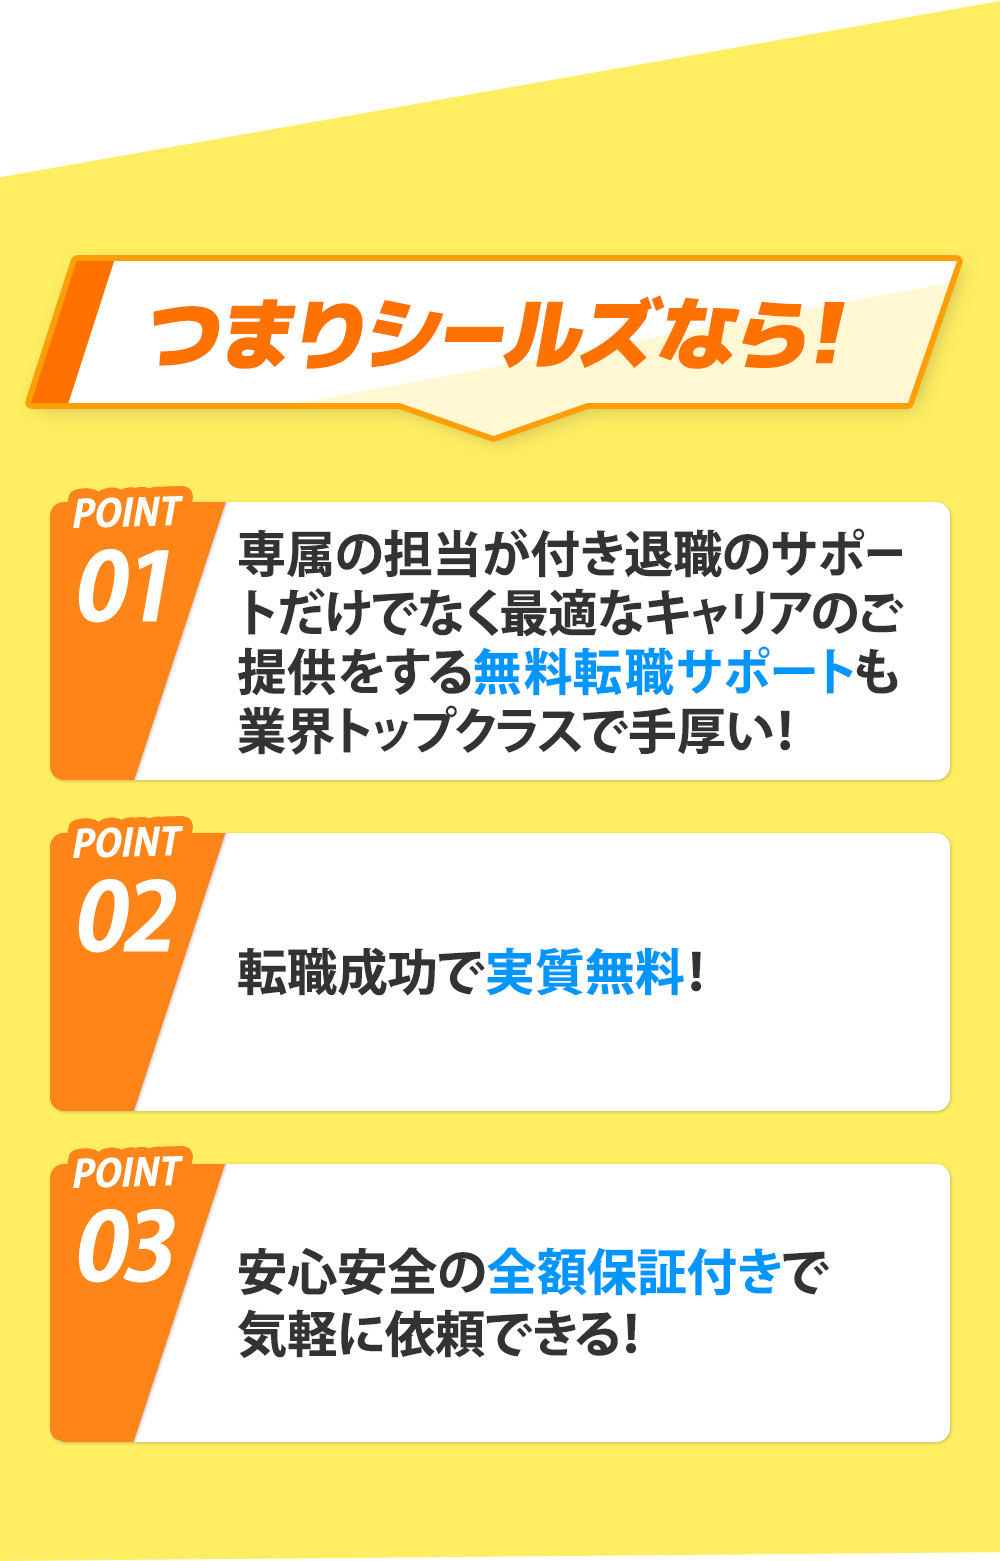 つまりシールズなら!
POINT
01
専属の担当が付き退職のサポー
トだけでなく最適なキャリアのご
提供をする無料転職サポートも
業界トップクラスで手厚い!
POINT
02
転職成功で実質無料!
POINT
03
安心安全の全額保証付きで
気軽に依頼できる!